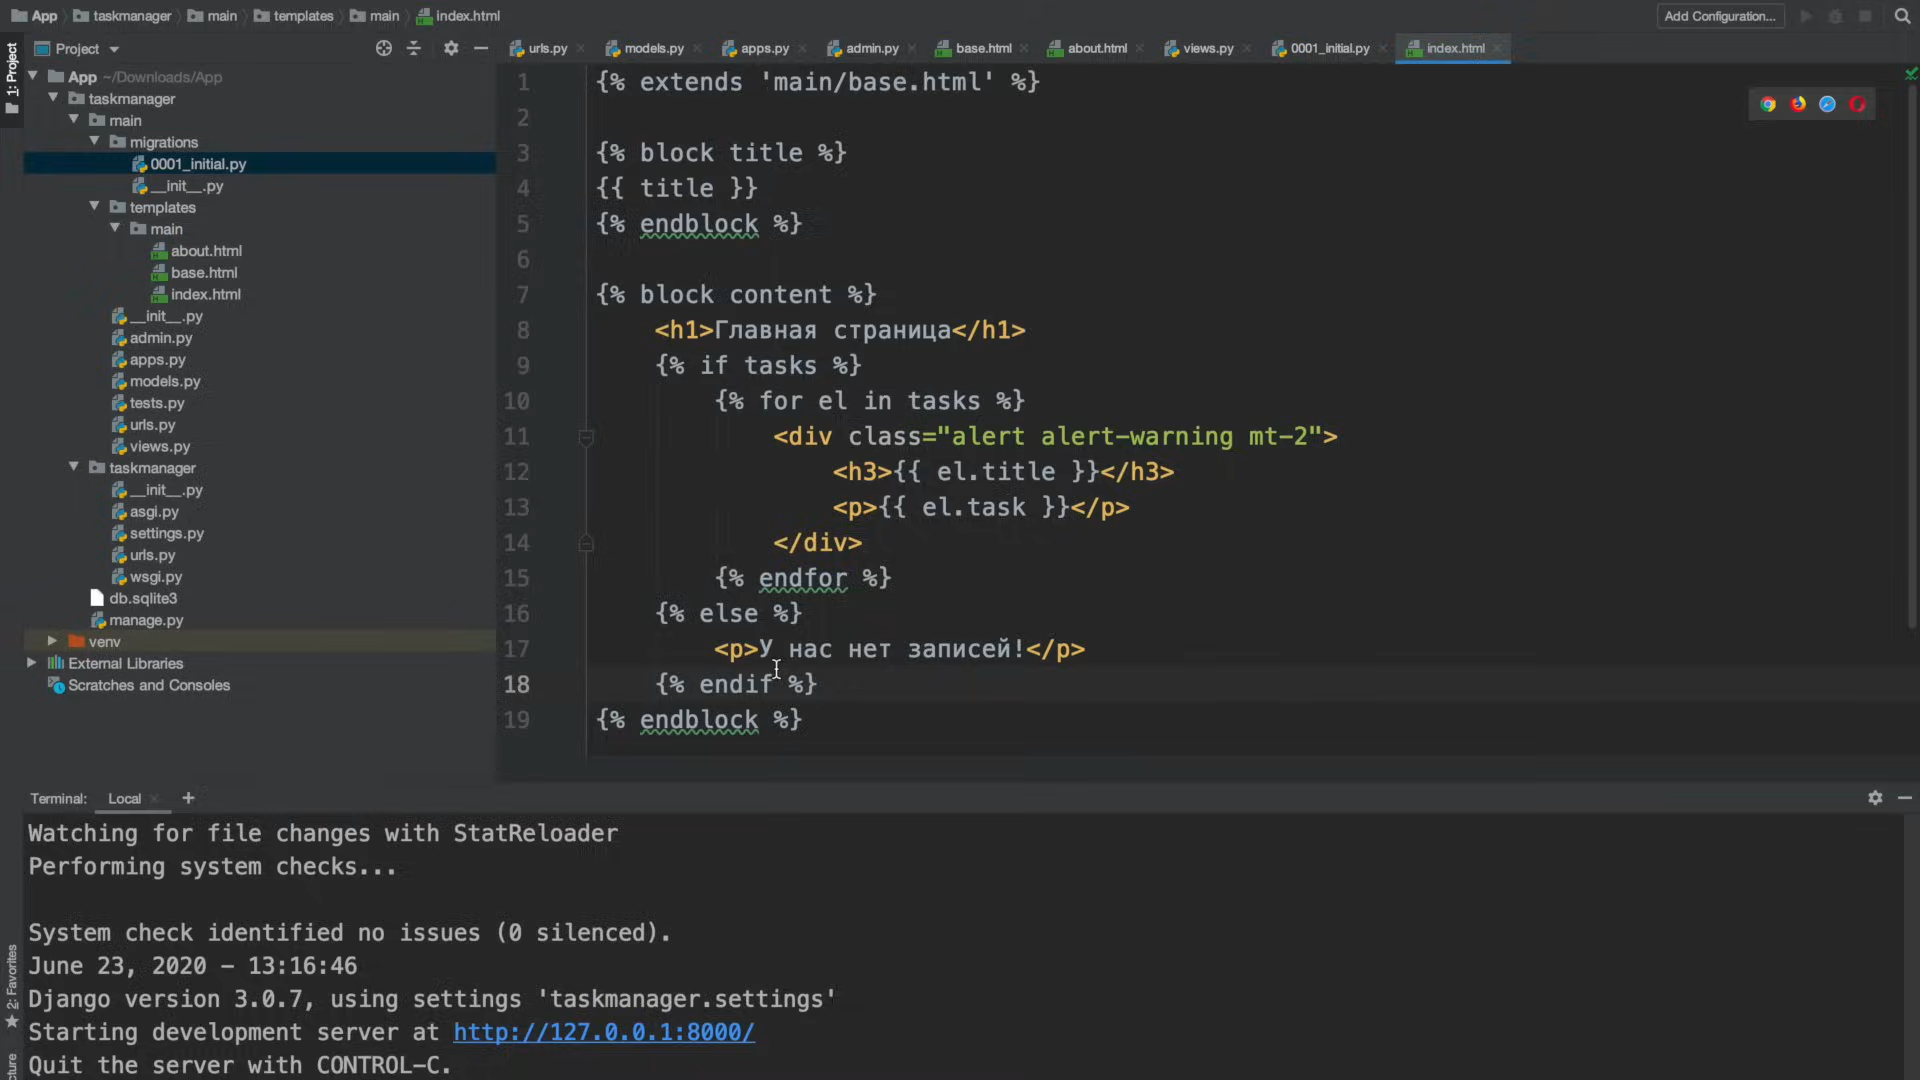 App taskmanager main templates main index.html Add Configuration...
1: Project
Project
urls.py models.py apps.py admin.py base.html about.html views.py 0001_initial.py index.html
App ~/Downloads/App
taskmanager
main
migrations
0001_initial.py
__init__.py
templates
main
about.html
base.html
index.html
__init__.py
admin.py
apps.py
models.py
tests.py
urls.py
views.py
taskmanager
__init__.py
asgi.py
settings.py
urls.py
wsgi.py
db.sqlite3
manage.py
venv
External Libraries
Scratches and Consoles
1 {% extends 'main/base.html' %}
2
3 {% block title %}
4 {{ title }}
5 {% endblock %}
6
7 {% block content %}
8 <h1>Главная страница</h1>
9 {% if tasks %}
10 {% for el in tasks %}
11 <div class="alert alert-warning mt-2">
12 <h3>{{ el.title }}</h3>
13 <p>{{ el.task }}</p>
14 </div>
15 {% endfor %}
16 {% else %}
17 <p>У нас нет записей!</p>
18 {% endif %}
19 {% endblock %}
Terminal: Local +
Watching for file changes with StatReloader
Performing system checks...
System check identified no issues (0 silenced).
June 23, 2020 - 13:16:46
Django version 3.0.7, using settings 'taskmanager.settings'
Starting development server at http://127.0.0.1:8000/
Quit the server with CONTROL-C.
2: Favorites